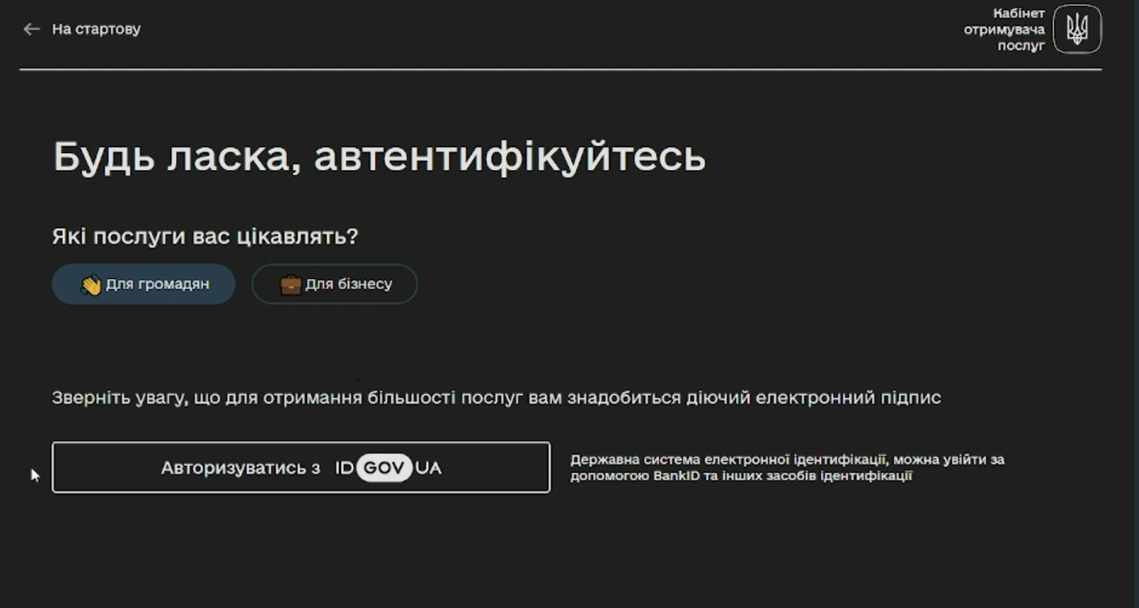 На стартову
Кабінет
отримувача
послуг
Будь ласка, автентифікуйтесь
Які послуги вас цікавлять?
Для громадян
Для бізнесу
Зверніть увагу, що для отримання більшості послуг вам знадобиться діючий електронний підпис
Авторизуватись з ID GOV UA
Державна система електронної ідентифікації, можна увійти за
допомогою BankID та інших засобів ідентифікації